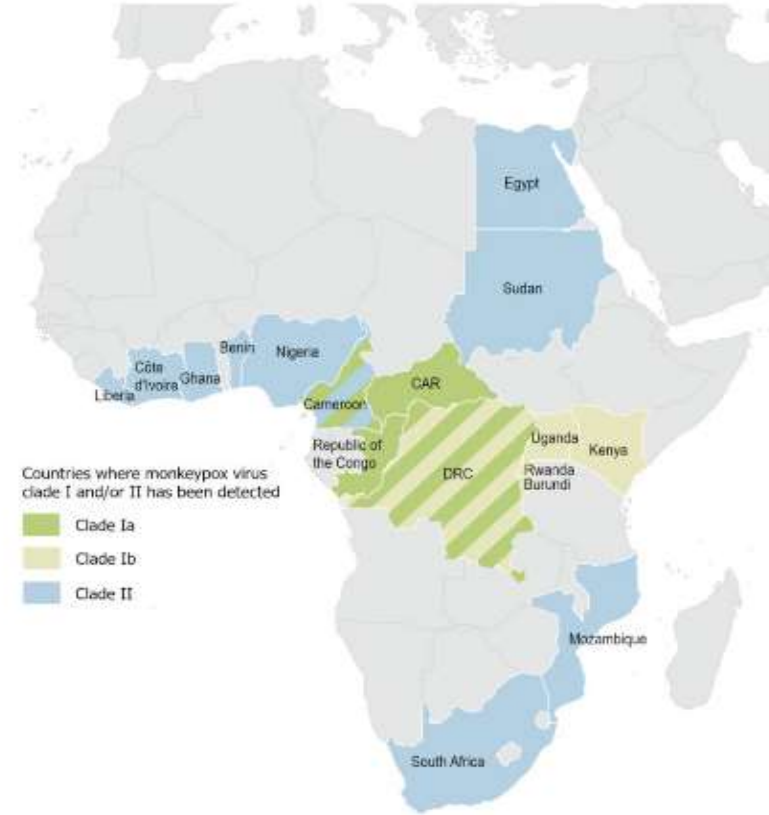 Egypt
Sudan
Benin
Nigeria
Côte
d'Ivoire
Ghana
Liberia
CAR
Cameroon
Republic of
the Congo
DRC
Uganda
Kenya
Rwanda
Burundi
Countries where monkeypox virus
clade I and/or II has been detected
Clade Ia
Clade Ib
Clade II
Mozambique
South Africa